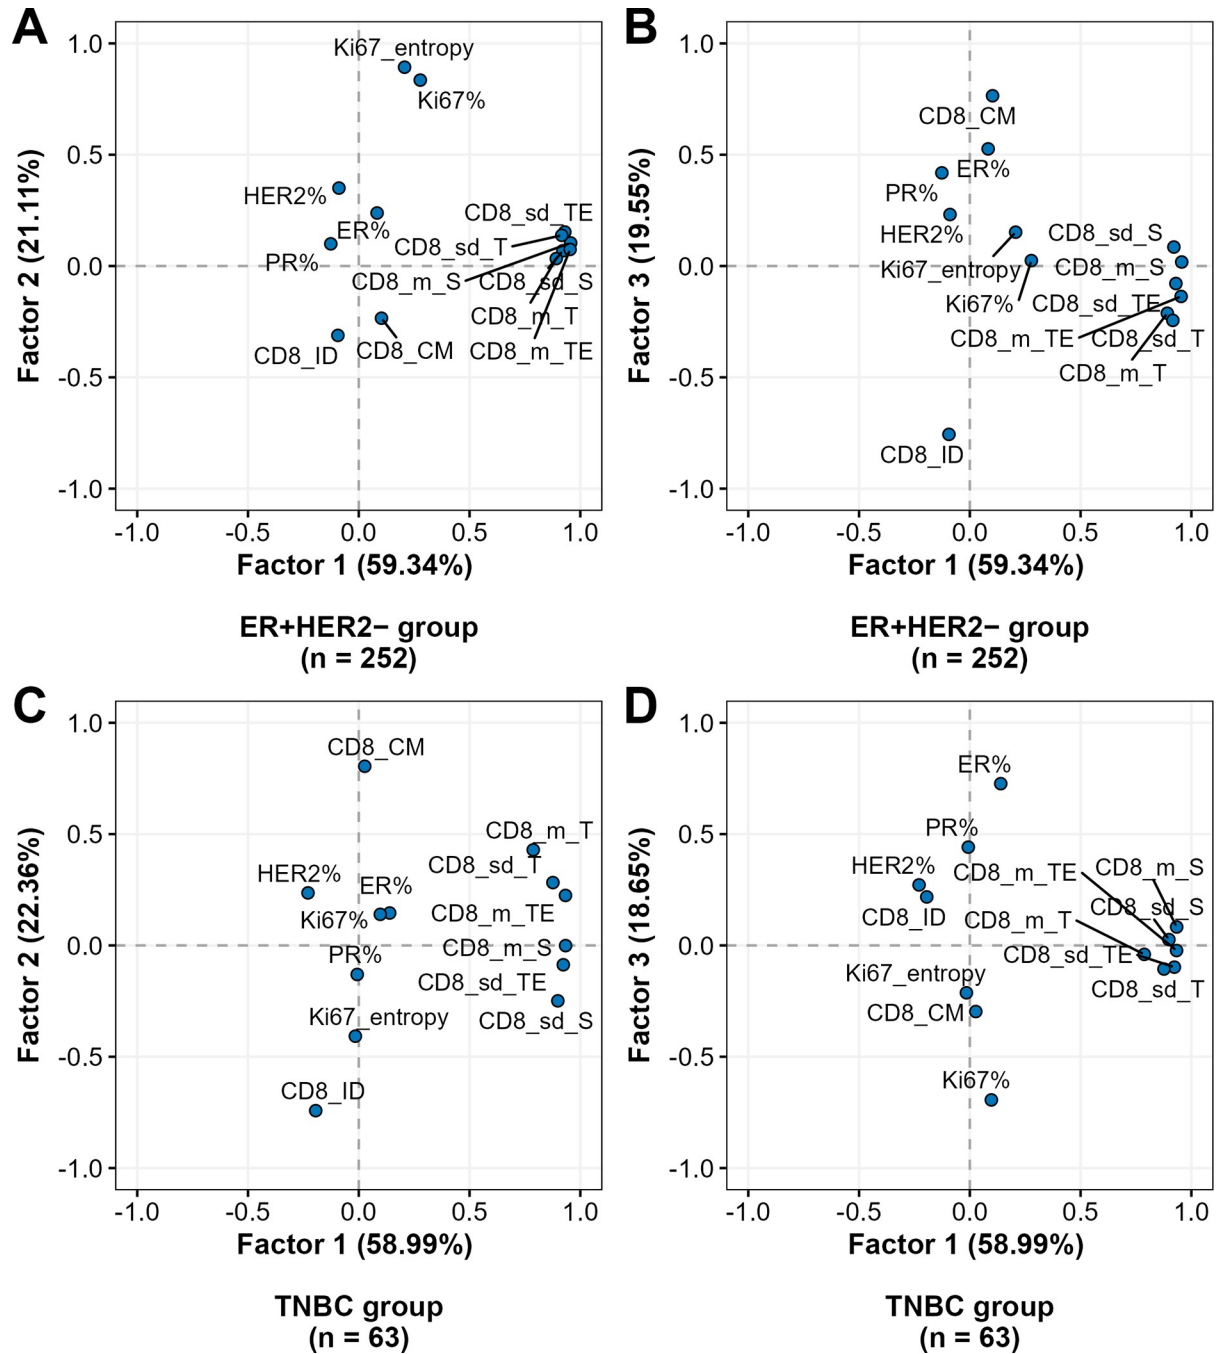 A
1.0
0.5
0.0
-0.5
-1.0
Factor 2 (21.11%)
Ki67_entropy
Ki67%
HER2%
ER%
PR%
CD8_sd_TE
CD8_sd_T
CD8_m_S
CD8_sd_S
CD8_m_T
CD8_ID
CD8_CM
CD8_m_TE
-1.0 -0.5 0.0 0.5 1.0
Factor 1 (59.34%)
ER+HER2− group
(n = 252)
B
1.0
0.5
0.0
-0.5
-1.0
Factor 3 (19.55%)
CD8_CM
ER%
PR%
HER2%
CD8_sd_S
Ki67_entropy
CD8_m_S
Ki67%
CD8_sd_TE
CD8_m_TE
CD8_sd_T
CD8_m_T
CD8_ID
-1.0 -0.5 0.0 0.5 1.0
Factor 1 (59.34%)
ER+HER2− group
(n = 252)
C
1.0
0.5
0.0
-0.5
-1.0
Factor 2 (22.36%)
CD8_CM
CD8_m_T
CD8_sd_T
HER2%
ER%
Ki67%
CD8_m_TE
PR%
CD8_m_S
CD8_sd_TE
Ki67_entropy
CD8_sd_S
CD8_ID
-1.0 -0.5 0.0 0.5 1.0
Factor 1 (58.99%)
TNBC group
(n = 63)
D
1.0
0.5
0.0
-0.5
-1.0
Factor 3 (18.65%)
ER%
PR%
HER2%
CD8_m_TE
CD8_m_S
CD8_ID
CD8_m_T
CD8_sd_S
CD8_sd_TE
Ki67_entropy
CD8_sd_T
CD8_CM
Ki67%
-1.0 -0.5 0.0 0.5 1.0
Factor 1 (58.99%)
TNBC group
(n = 63)